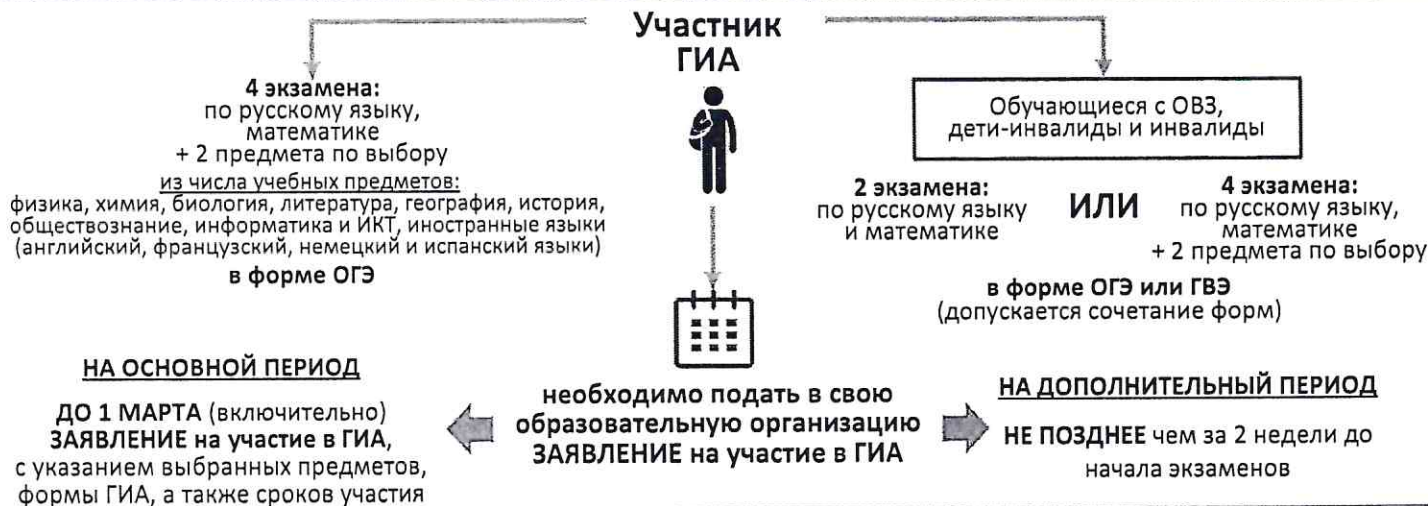 Участник
ГИА
4 экзамена:
по русскому языку,
математике
+ 2 предмета по выбору
из числа учебных предметов:
физика, химия, биология, литература, география, история,
обществознание, информатика и ИКТ, иностранные языки
(английский, французский, немецкий и испанский языки)
в форме ОГЭ
Обучающиеся с ОВЗ,
дети-инвалиды и инвалиды
2 экзамена:
по русскому языку
и математике
ИЛИ
4 экзамена:
по русскому языку,
математике
+ 2 предмета по выбору
в форме ОГЭ или ГВЭ
(допускается сочетание форм)
НА ОСНОВНОЙ ПЕРИОД
ДО 1 МАРТА (включительно)
ЗАЯВЛЕНИЕ на участие в ГИА,
с указанием выбранных предметов,
формы ГИА, а также сроков участия
необходимо подать в свою
образовательную организацию
ЗАЯВЛЕНИЕ на участие в ГИА
НА ДОПОЛНИТЕЛЬНЫЙ ПЕРИОД
НЕ ПОЗДНЕЕ чем за 2 недели до
начала экзаменов